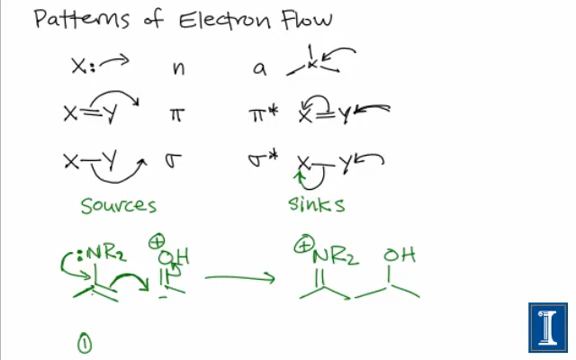 Patterns of Electron Flow
X: n a
X=Y π π* X=Y
X-Y σ σ* X-Y
Sources Sinks
:NR₂ ⊕OH ⊕NR₂ OH
①
I